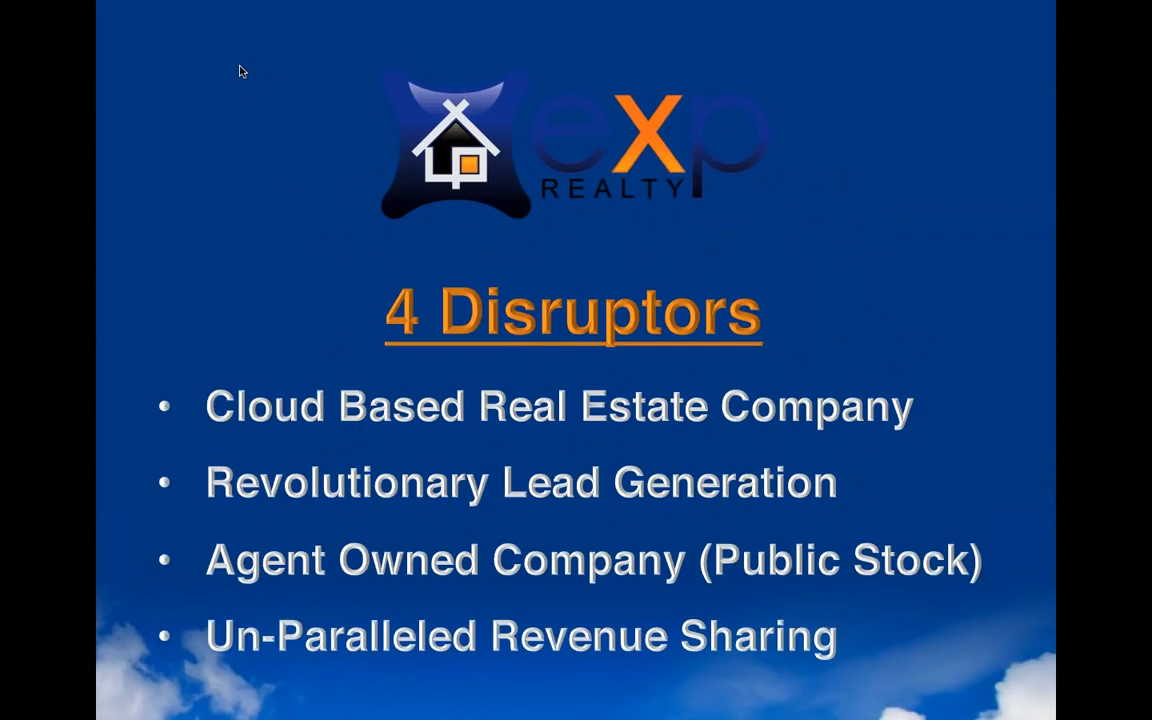 exp
REALTY
4 Disruptors
• Cloud Based Real Estate Company
• Revolutionary Lead Generation
• Agent Owned Company (Public Stock)
• Un-Paralleled Revenue Sharing